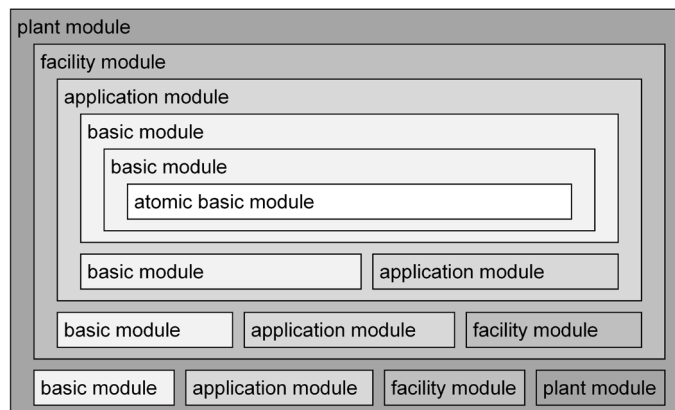 plant module
facility module
application module
basic module
basic module
atomic basic module
basic module application module
basic module application module facility module
basic module application module facility module plant module